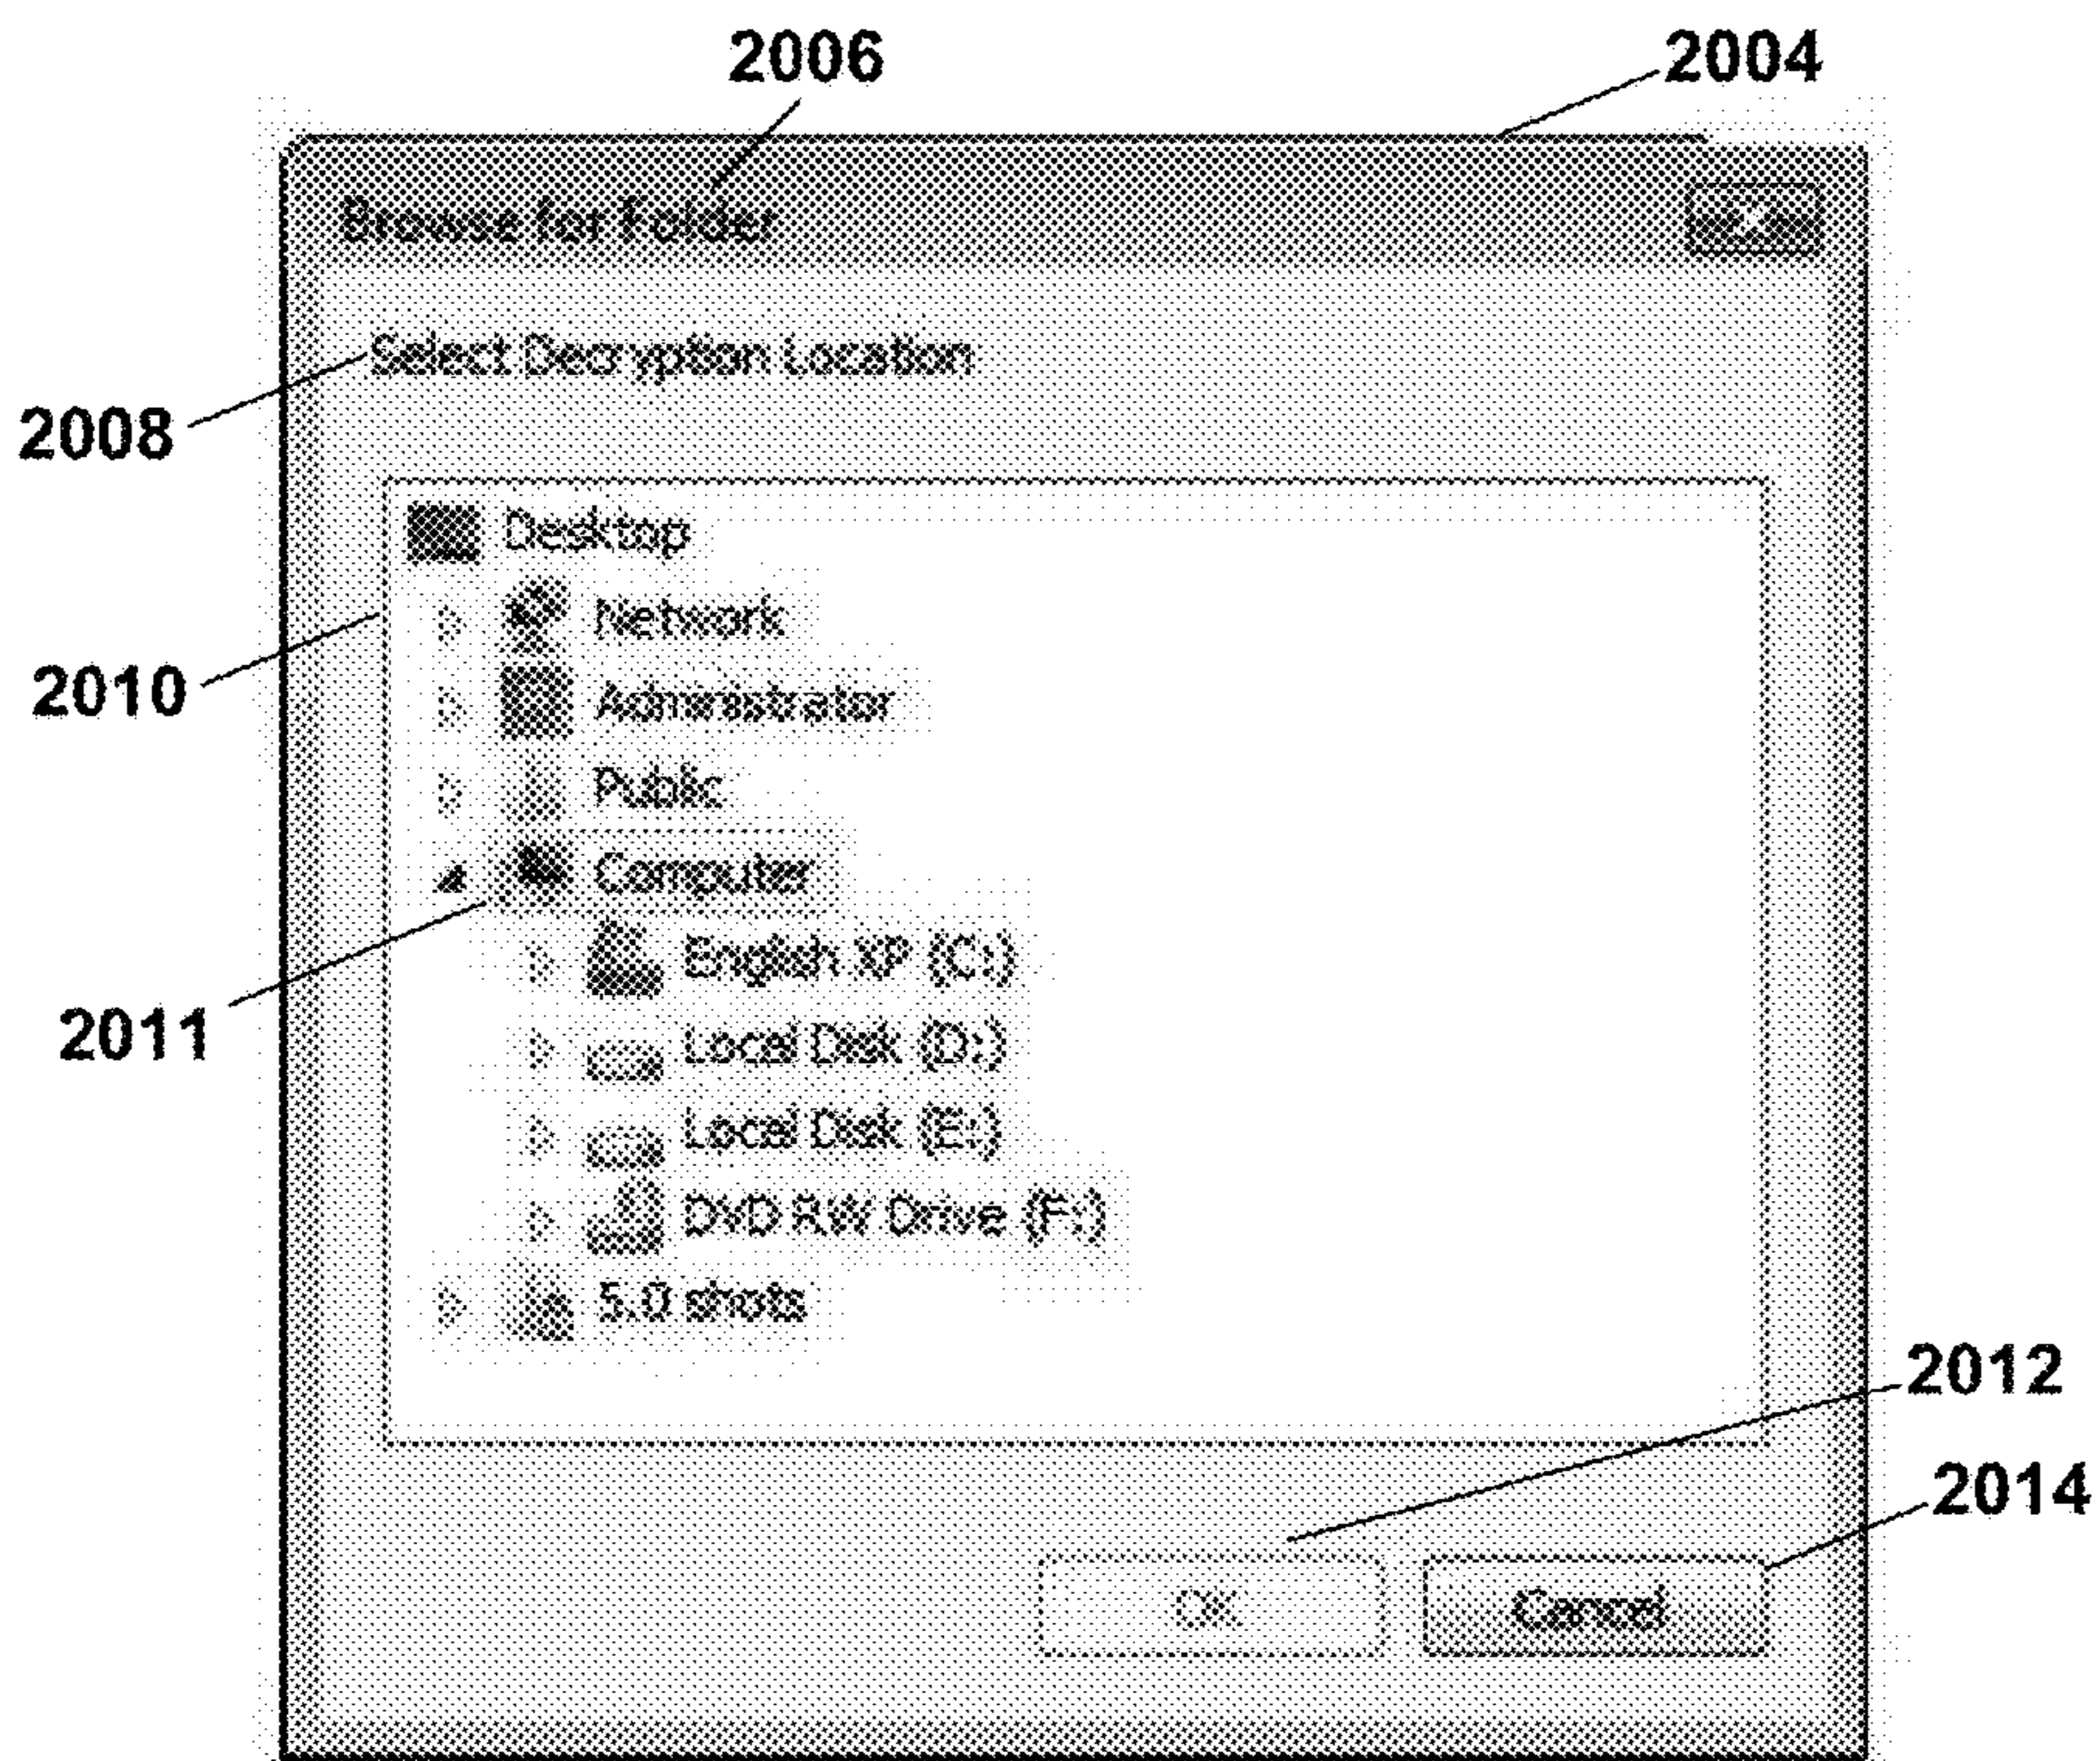 2006
2004
Browse for Folder
Select Decryption Location
2008
Desktop
Network
2010
Administrator
Public
Computer
English XP (C:)
2011
Local Disk (D:)
Local Disk (E:)
DVD RW Drive (F:)
5.0 shots
2012
2014
OK
Cancel